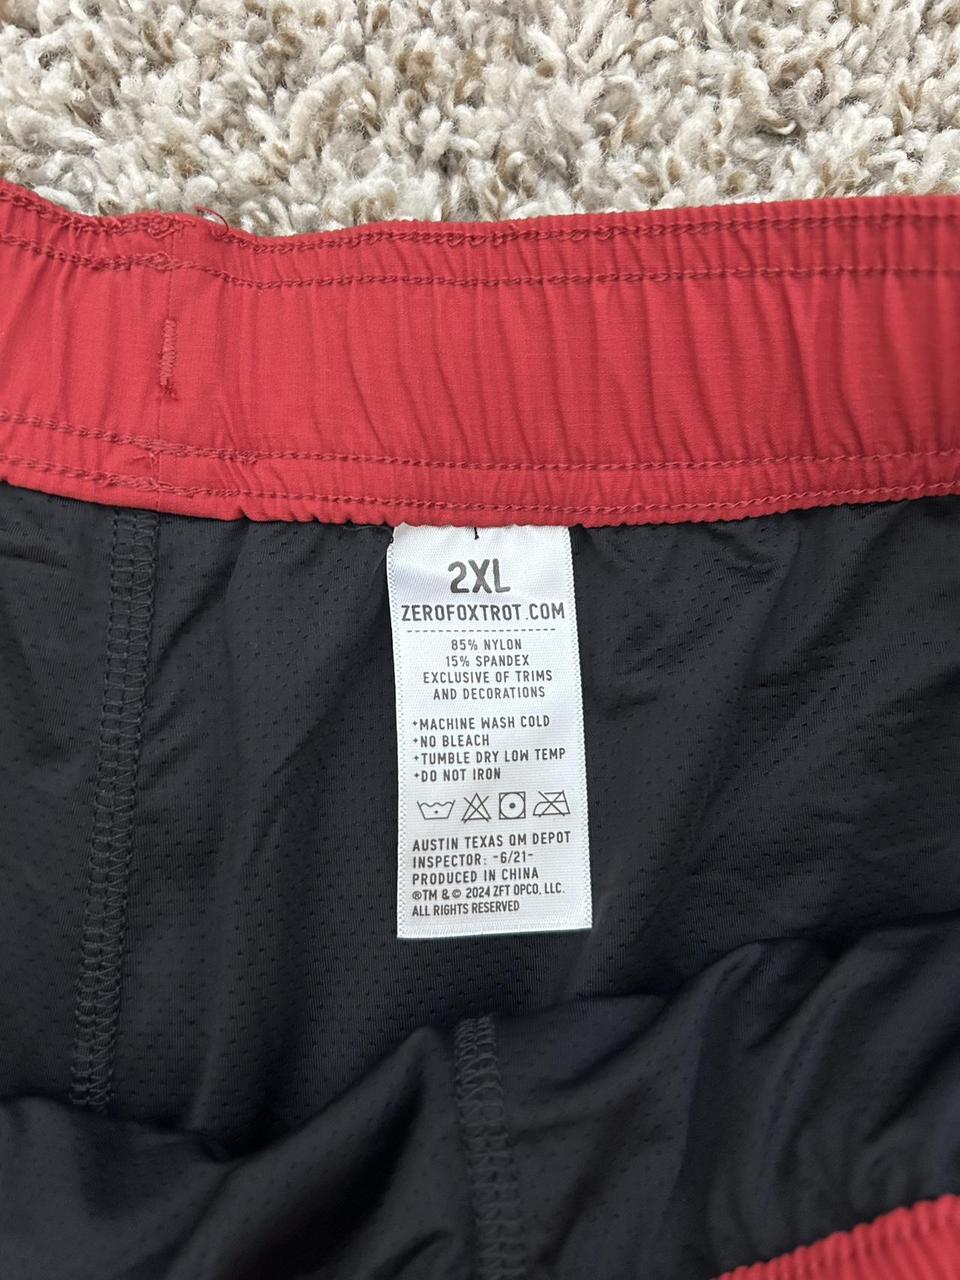 2XL
ZEROFOXTROT.COM
85% NYLON
15% SPANDEX
EXCLUSIVE OF TRIMS
AND DECORATIONS
+MACHINE WASH COLD
+NO BLEACH
+TUMBLE DRY LOW TEMP
+DO NOT IRON
AUSTIN TEXAS QM DEPOT
INSPECTOR: -6/21-
PRODUCED IN CHINA
®TM & © 2024 ZFT OPCO, LLC.
ALL RIGHTS RESERVED